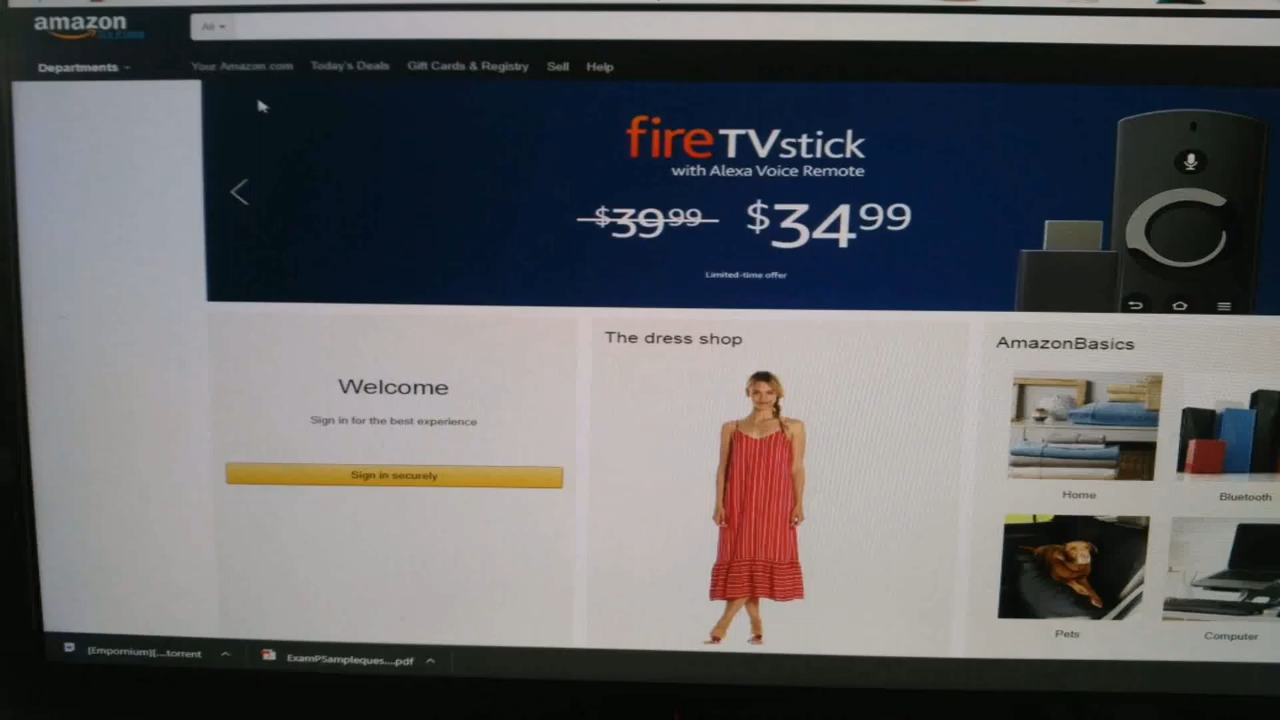 amazon
All
Departments
Your Amazon.com Today's Deals Gift Cards & Registry Sell Help
fireTVstick
with Alexa Voice Remote
$39.99 $34.99
Limited-time offer
Welcome
Sign in for the best experience
Sign in securely
The dress shop
AmazonBasics
Home
Bluetooth
Pets
Computer
[Empornium][....torrent
ExamPSampleques....pdf